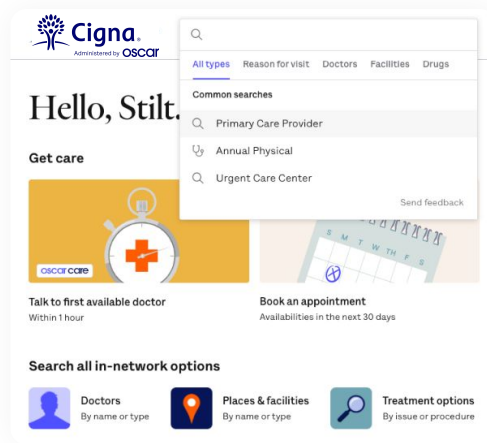 Cigna.
Administered by oscar
All types Reason for visit Doctors Facilities Drugs
Common searches
Primary Care Provider
Annual Physical
Urgent Care Center
Send feedback
Hello, Stilt.
Get care
oscar care
S M T W TH F S
Talk to first available doctor
Within 1 hour
Book an appointment
Availabilities in the next 30 days
Search all in-network options
Doctors
By name or type
Places & facilities
By name or type
Treatment options
By issue or procedure